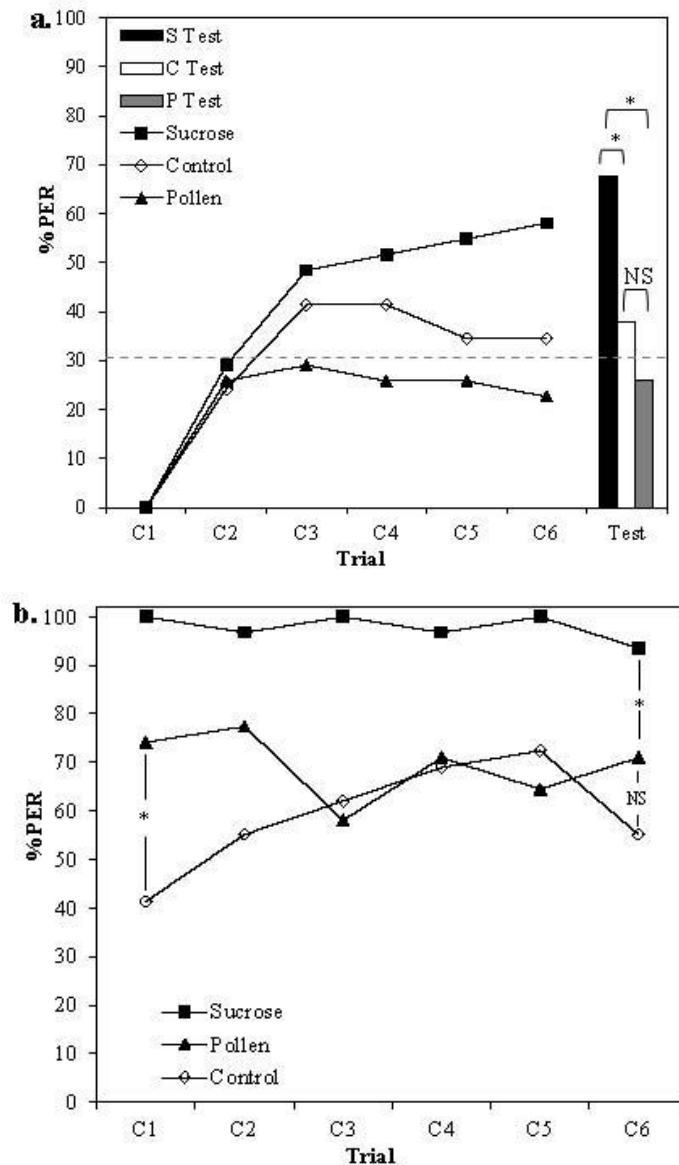 a.
100
90
80
70
60
50
40
30
20
10
0
%PER
S Test
C Test
P Test
Sucrose
Control
Pollen
*
*
NS
C1 C2 C3 C4 C5 C6 Test
Trial
b.
100
90
80
70
60
50
40
30
20
10
0
%PER
*
*
NS
Sucrose
Pollen
Control
C1 C2 C3 C4 C5 C6
Trial